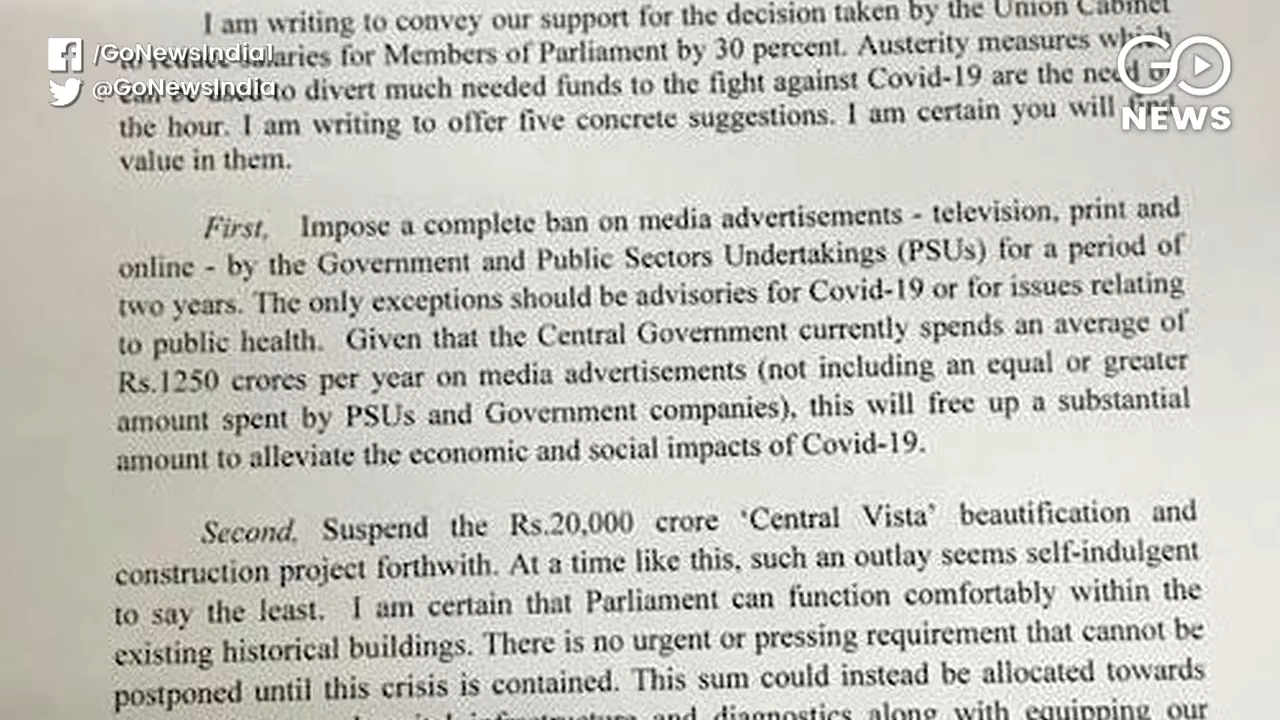 I am writing to convey our support for the decision taken by the Union Cabinet
/GoNewsIndia1
salaries for Members of Parliament by 30 percent. Austerity measures which
@GoNewsIndia
to divert much needed funds to the fight against Covid-19 are the need of
GO
NEWS
the hour. I am writing to offer five concrete suggestions. I am certain you will find
value in them.
First, Impose a complete ban on media advertisements - television, print and
online - by the Government and Public Sectors Undertakings (PSUs) for a period of
two years. The only exceptions should be advisories for Covid-19 or for issues relating
to public health. Given that the Central Government currently spends an average of
Rs.1250 crores per year on media advertisements (not including an equal or greater
amount spent by PSUs and Government companies), this will free up a substantial
amount to alleviate the economic and social impacts of Covid-19.
Second, Suspend the Rs.20,000 crore 'Central Vista' beautification and
construction project forthwith. At a time like this, such an outlay seems self-indulgent
to say the least. I am certain that Parliament can function comfortably within the
existing historical buildings. There is no urgent or pressing requirement that cannot be
postponed until this crisis is contained. This sum could instead be allocated towards
infrastructure and diagnostics along with equipping our